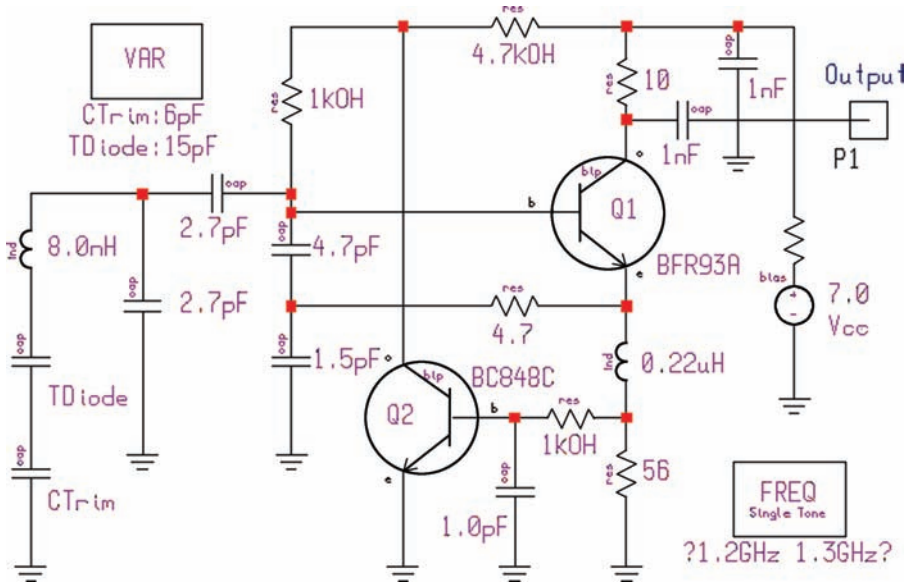 VAR
CTrim:6pF
TDiode:15pF
res
4.7kOH
res
10
cap
1nF
Output
P1
res
1kOH
cap
1nF
cap
2.7pF
b
c
blp
Q1
e
BFR93A
Ind
8.0nH
cap
4.7pF
cap
2.7pF
res
4.7
bias
+
-
7.0
Vcc
cap
1.5pF
c
blp
BC848C
Q2
b
e
Ind
0.22uH
res
1kOH
cap
TDiode
cap
CTrim
cap
1.0pF
res
56
FREQ
Single Tone
?1.2GHz 1.3GHz?